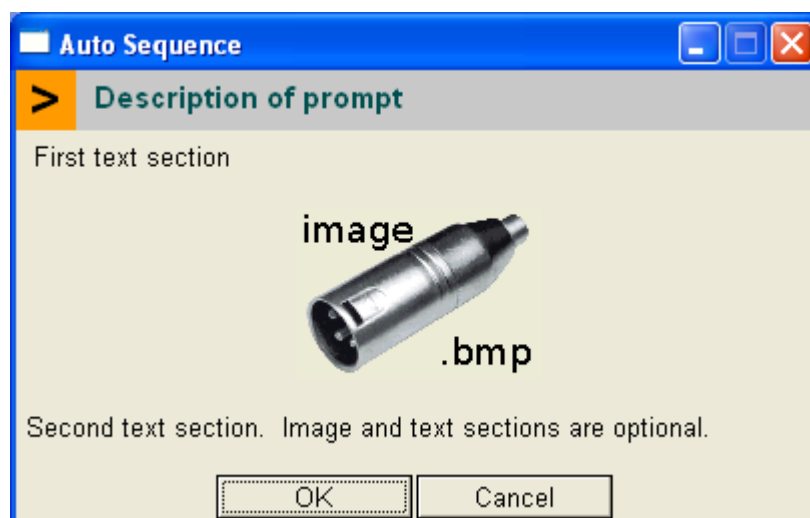 Auto Sequence
> Description of prompt
First text section
image
.bmp
Second text section.  Image and text sections are optional.
OK Cancel